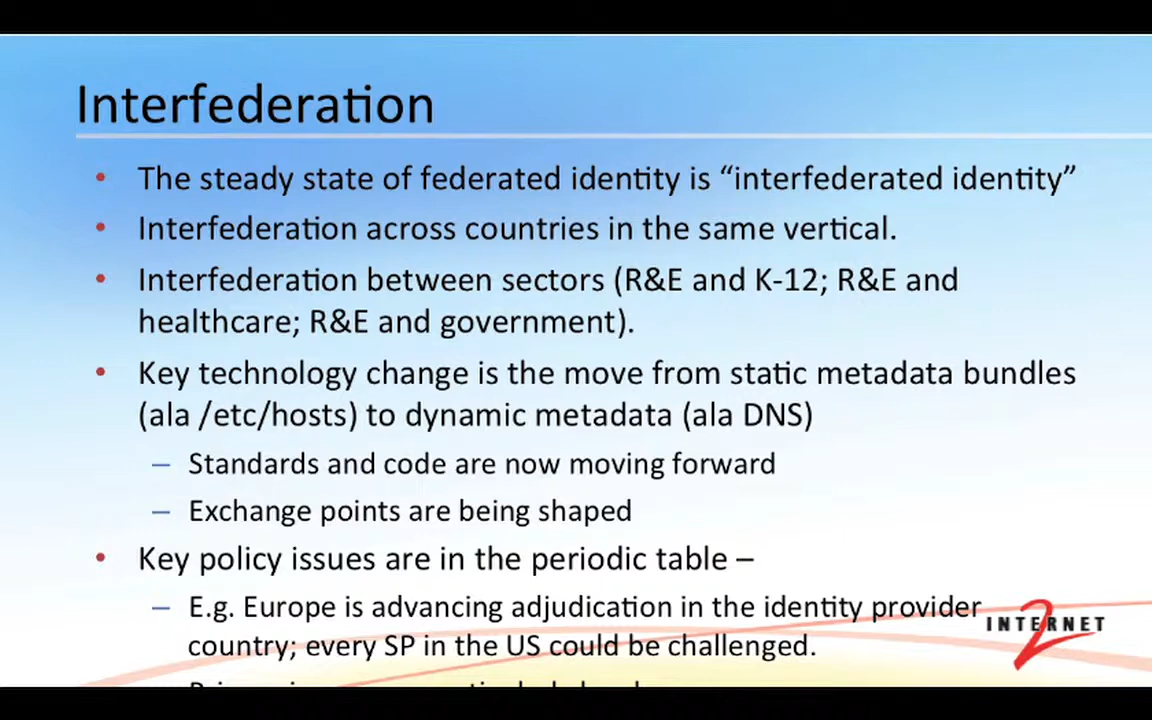 Interfederation
• The steady state of federated identity is “interfederated identity”
• Interfederation across countries in the same vertical.
• Interfederation between sectors (R&E and K-12; R&E and
healthcare; R&E and government).
• Key technology change is the move from static metadata bundles
(ala /etc/hosts) to dynamic metadata (ala DNS)
– Standards and code are now moving forward
– Exchange points are being shaped
• Key policy issues are in the periodic table –
– E.g. Europe is advancing adjudication in the identity provider
country; every SP in the US could be challenged.
INTERNET
2